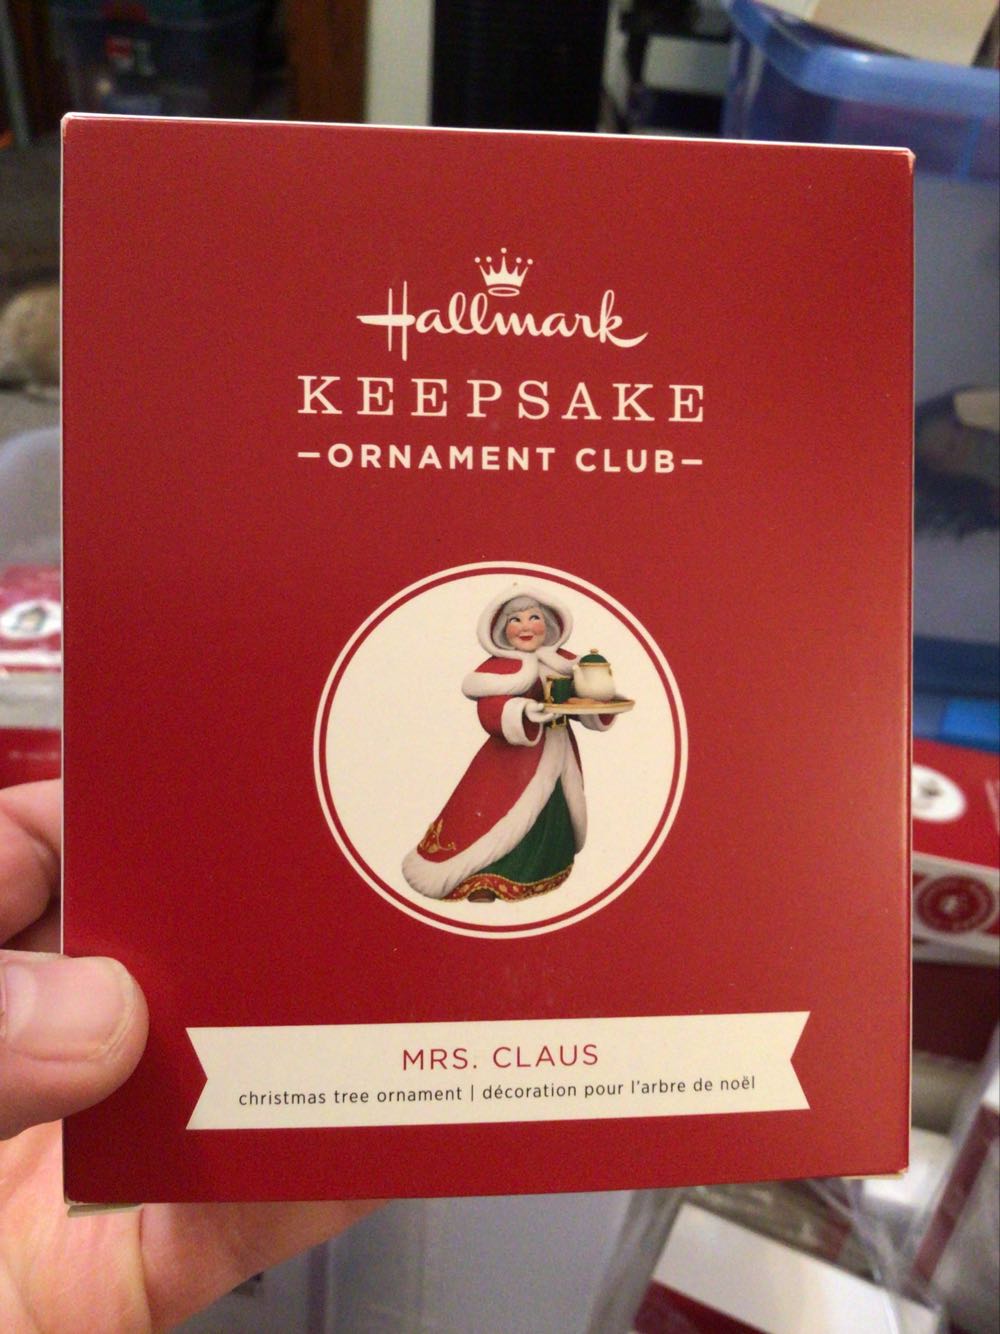 Hallmark
KEEPSAKE
–ORNAMENT CLUB–
MRS. CLAUS
christmas tree ornament | décoration pour l'arbre de noël